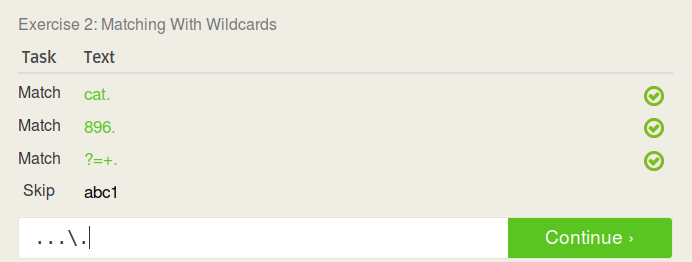 Exercise 2: Matching With Wildcards
Task Text
Match cat.
Match 896.
Match ?=+.
Skip abc1
...\.
Continue ›